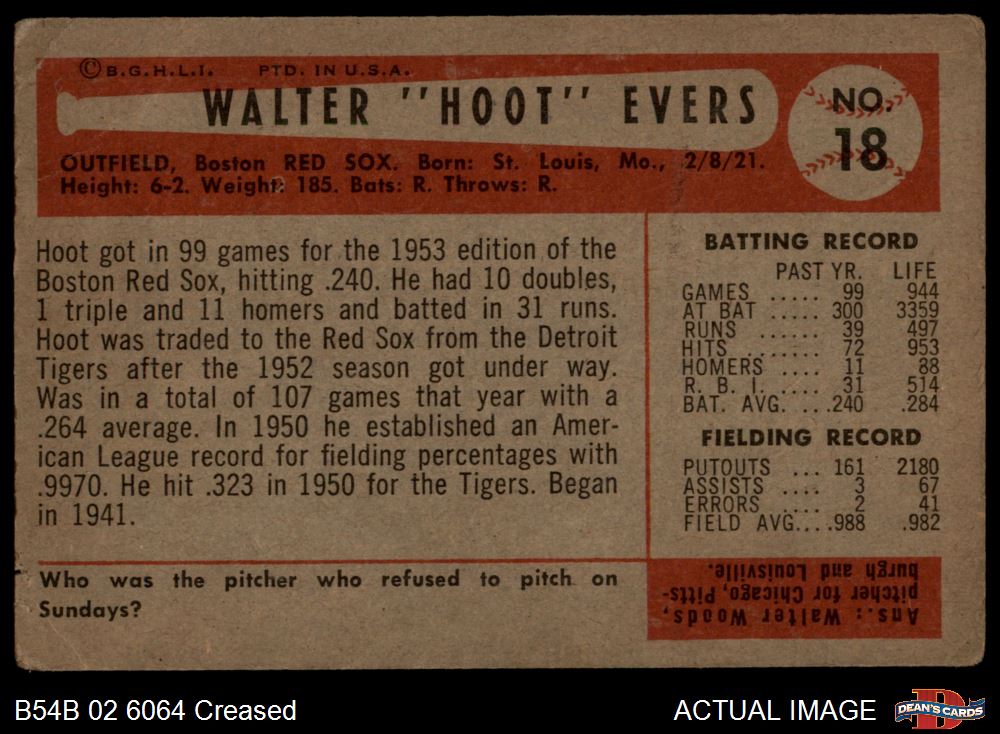 ©B.G.H.L.I. PTD. IN U.S.A.
WALTER "HOOT" EVERS
NO.
18
OUTFIELD, Boston RED SOX. Born: St. Louis, Mo., 2/8/21.
Height: 6-2. Weight: 185. Bats: R. Throws: R.
Hoot got in 99 games for the 1953 edition of the
Boston Red Sox, hitting .240. He had 10 doubles,
1 triple and 11 homers and batted in 31 runs.
Hoot was traded to the Red Sox from the Detroit
Tigers after the 1952 season got under way.
Was in a total of 107 games that year with a
.264 average. In 1950 he established an Amer-
ican League record for fielding percentages with
.9970. He hit .323 in 1950 for the Tigers. Began
in 1941.
BATTING RECORD
PAST YR. LIFE
GAMES ..... 99 944
AT BAT ..... 300 3359
RUNS ...... 39 497
HITS ....... 72 953
HOMERS .... 11 88
R. B. I. .... 31 514
BAT. AVG. ...240 .284
FIELDING RECORD
PUTOUTS ... 161 2180
ASSISTS .... 3 67
ERRORS .... 2 41
FIELD AVG....988 .982
Who was the pitcher who refused to pitch on
Sundays?
Ans.: Walter Woods,
pitcher for Chicago, Pitts-
burgh and Louisville.
B54B 02 6064 Creased
ACTUAL IMAGE
DEAN'S CARDS